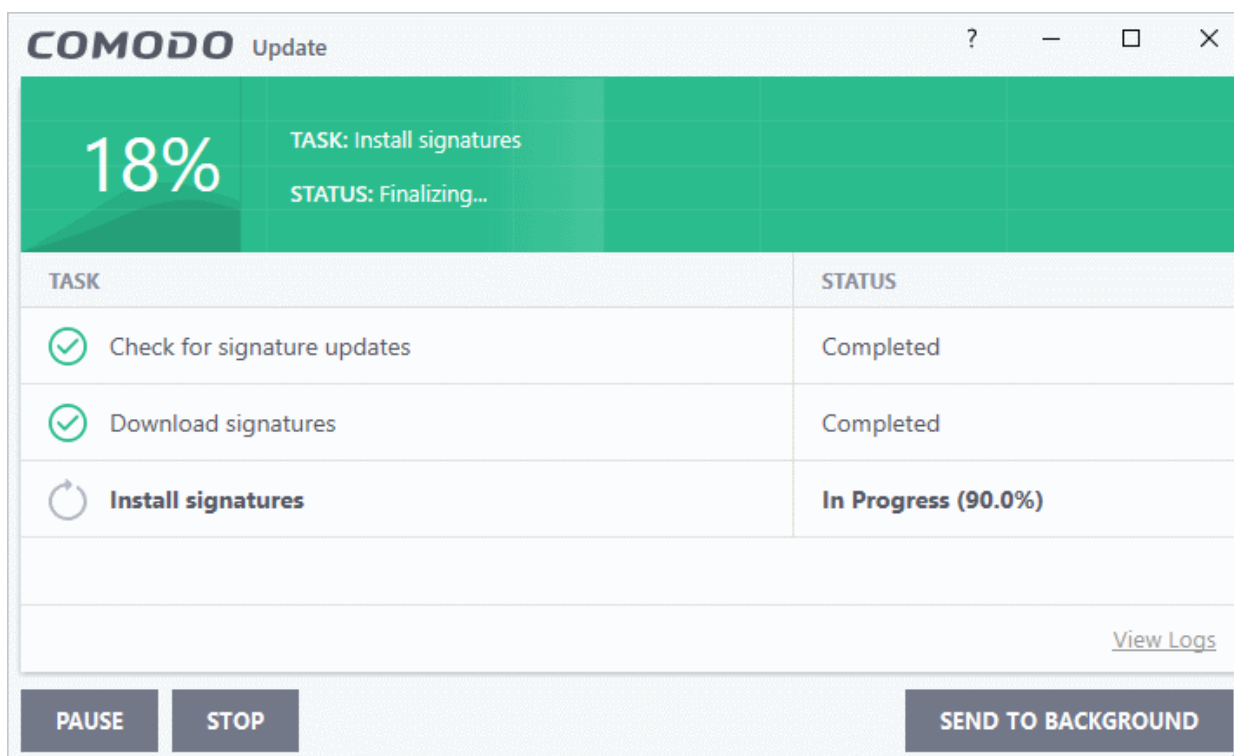 COMODO Update ?
18%
TASK: Install signatures
STATUS: Finalizing...
TASK STATUS
Check for signature updates Completed
Download signatures Completed
Install signatures In Progress (90.0%)
View Logs
PAUSE STOP SEND TO BACKGROUND